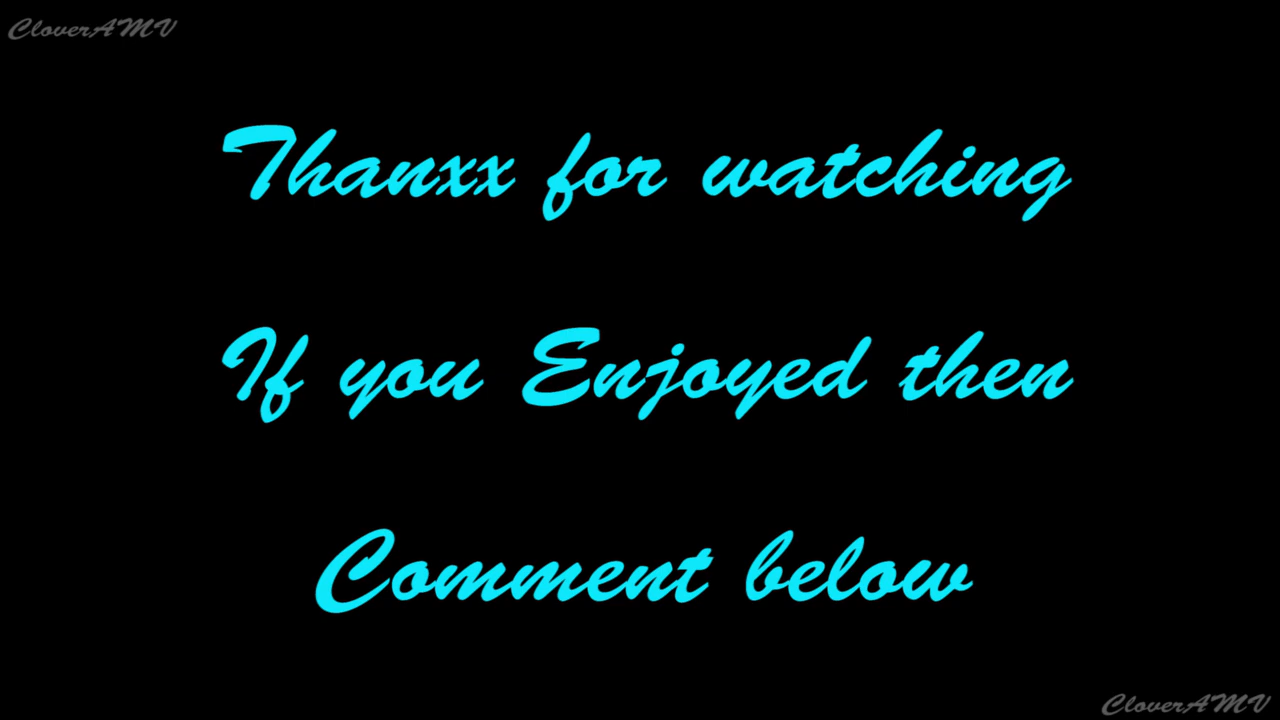 CloverAMV
Thanxx for watching
If you Enjoyed then
Comment below
CloverAMV